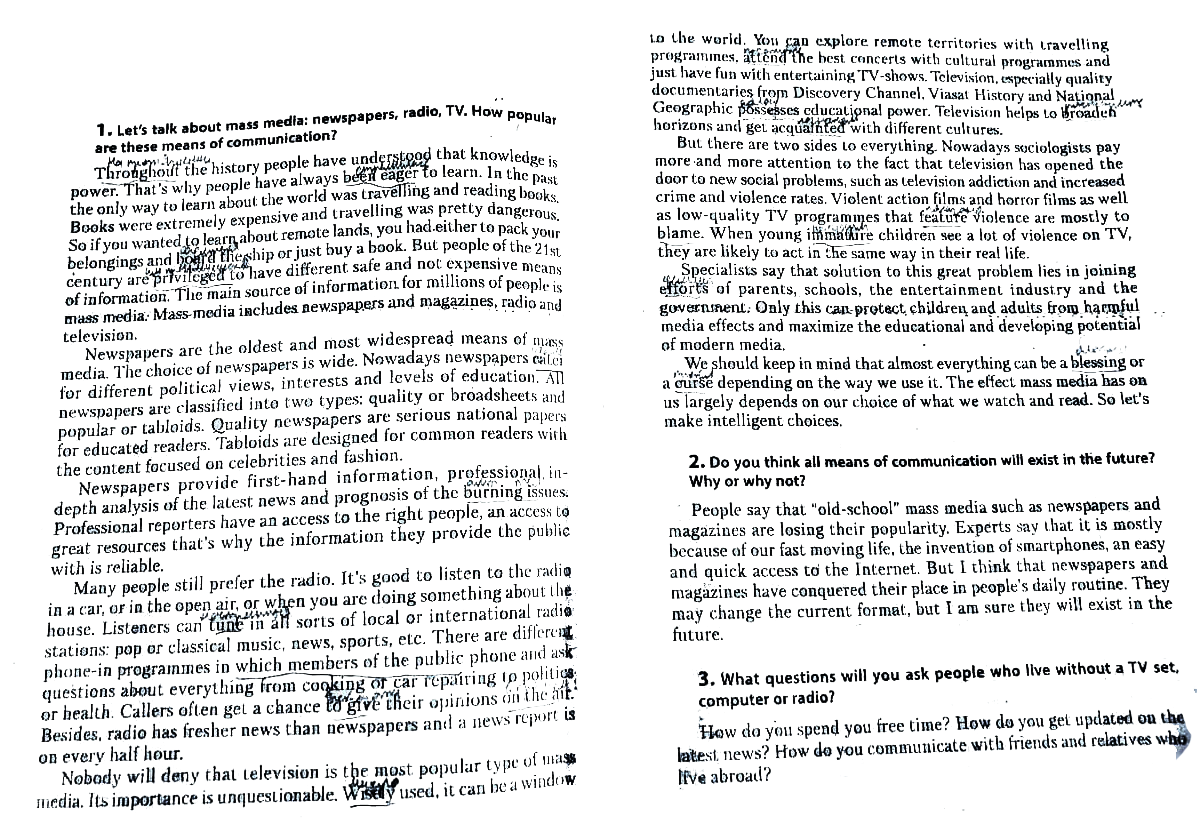 1. Let's talk about mass media: newspapers, radio, TV. How popular
are these means of communication?
Throughout the history people have understood that knowledge is
power. That's why people have always been eager to learn. In the past
the only way to learn about the world was travelling and reading books.
Books were extremely expensive and travelling was pretty dangerous.
So if you wanted to learn about remote lands, you had either to pack your
belongings and board the ship or just buy a book. But people of the 21st
century are privileged to have different safe and not expensive means
of information. The main source of information for millions of people is
mass media. Mass-media includes newspapers and magazines, radio and
television.
Newspapers are the oldest and most widespread means of mass
media. The choice of newspapers is wide. Nowadays newspapers
for different political views, interests and levels of education. All
newspapers are classified into two types: quality or broadsheets and
popular or tabloids. Quality newspapers are serious national papers
for educated readers. Tabloids are designed for common readers with
the content focused on celebrities and fashion.
Newspapers provide first-hand information, professional, in-
depth analysis of the latest news and prognosis of the burning issues.
Professional reporters have an access to the right people, an access to
great resources that's why the information they provide the public
with is reliable.
Many people still prefer the radio. It's good to listen to the radio
in a car, or in the open air, or when you are doing something about the
house. Listeners can tune in all sorts of local or international radio
stations: pop or classical music, news, sports, etc. There are different
phone-in programmes in which members of the public phone and ask
questions about everything from cooking or car repairing to politics
or health. Callers often get a chance to give their opinions on the air.
Besides, radio has fresher news than newspapers and a news report is
on every half hour.
Nobody will deny that television is the most popular type of mass
media. Its importance is unquestionable. Wisely used, it can be a window
to the world. You can explore remote territories with travelling
programmes, attend the best concerts with cultural programmes and
just have fun with entertaining TV-shows. Television, especially quality
documentaries from Discovery Channel, Viasat History and National
Geographic possesses educational power. Television helps to broaden
horizons and get acquainted with different cultures.
But there are two sides to everything. Nowadays sociologists pay
more and more attention to the fact that television has opened the
door to new social problems, such as television addiction and increased
crime and violence rates. Violent action films and horror films as well
as low-quality TV programmes that feature violence are mostly to
blame. When young immature children see a lot of violence on TV,
they are likely to act in the same way in their real life.
Specialists say that solution to this great problem lies in joining
efforts of parents, schools, the entertainment industry and the
government. Only this can protect children and adults from harmful
media effects and maximize the educational and developing potential
of modern media.
We should keep in mind that almost everything can be a blessing or
a curse depending on the way we use it. The effect mass media has on
us largely depends on our choice of what we watch and read. So let's
make intelligent choices.
2. Do you think all means of communication will exist in the future?
Why or why not?
People say that "old-school" mass media such as newspapers and
magazines are losing their popularity. Experts say that it is mostly
because of our fast moving life, the invention of smartphones, an easy
and quick access to the Internet. But I think that newspapers and
magazines have conquered their place in people's daily routine. They
may change the current format, but I am sure they will exist in the
future.
3. What questions will you ask people who live without a TV set,
computer or radio?
How do you spend you free time? How do you get updated on the
latest news? How do you communicate with friends and relatives who
live abroad?